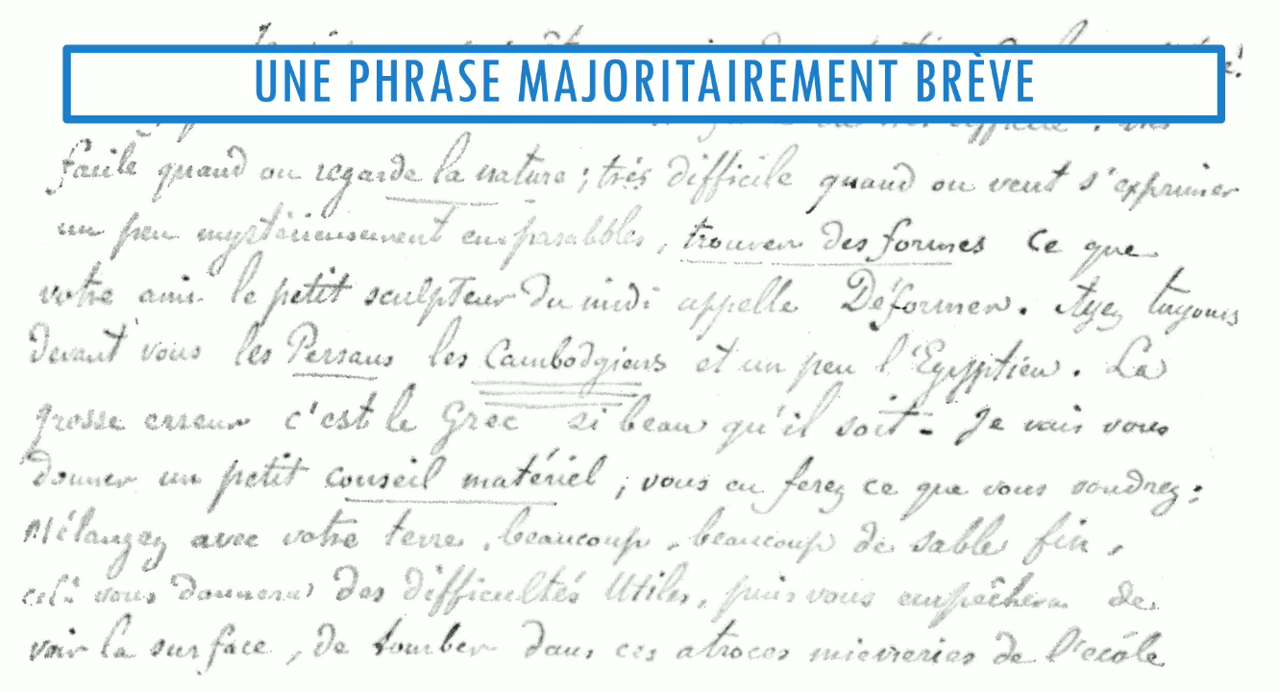 UNE PHRASE MAJORITAIREMENT BRÈVE
facile quand on regarde la nature ; très difficile quand on veut s'exprimer
un peu mystérieusement en parabbles, trouver des formes Ce que
votre ami le petit sculpteur du midi appelle Déformer. Ayez toujours
devant vous les Persans les Cambodgiens et un peu l'Egyptien. La
grosse erreur c'est le Grec si beau qu'il soit - Je vais vous
donner un petit conseil matériel, vous en ferez ce que vous voudrez :
Mélangez avec votre terre, beaucoup, beaucoup de sable fin,
celà vous donnera des difficultés Utiles, puis vous empêchera de
voir la surface, de tomber dans ces atroces mievreries de l'école